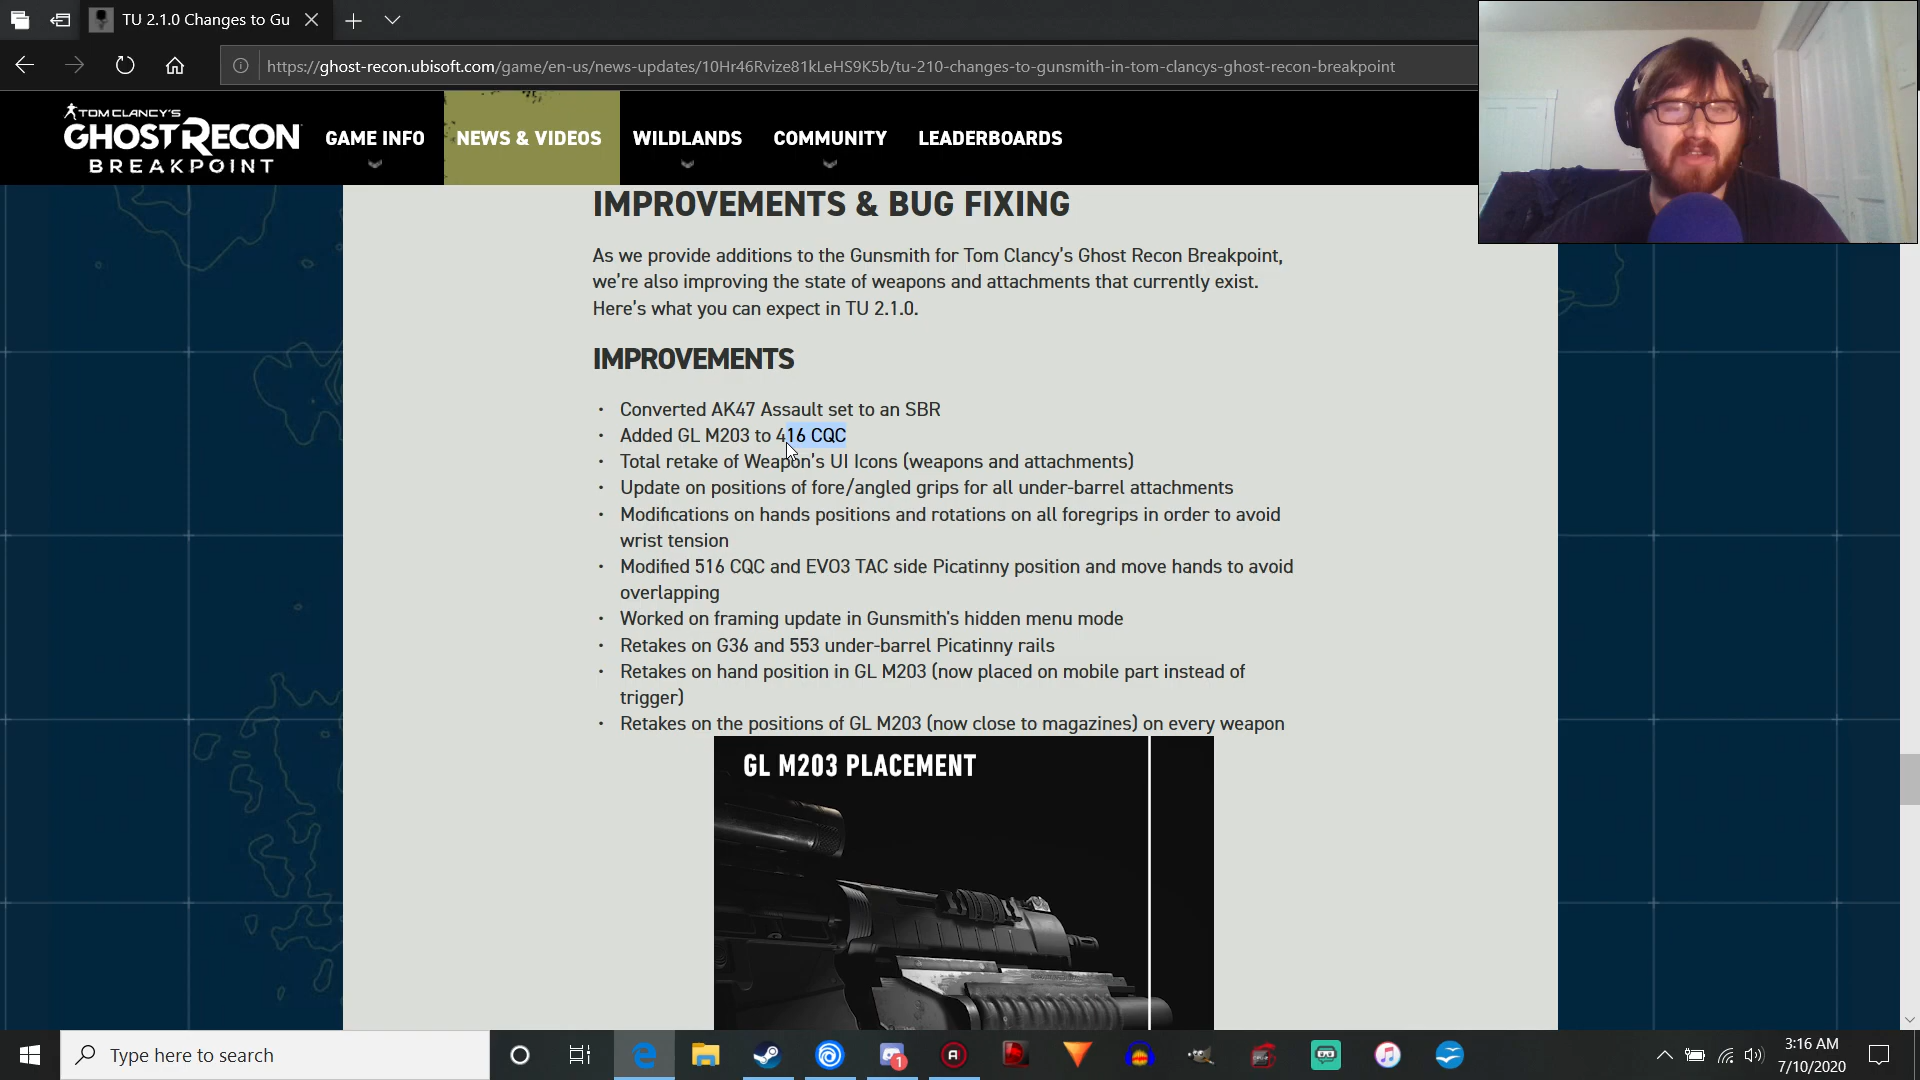 TU 2.1.0 Changes to Gu
https://ghost-recon.ubisoft.com/game/en-us/news-updates/10Hr46Rvize81kLeHS9K5b/tu-210-changes-to-gunsmith-in-tom-clancys-ghost-recon-breakpoint
TOM CLANCY'S
GHOST RECON
BREAKPOINT
GAME INFO
NEWS & VIDEOS
WILDLANDS
COMMUNITY
LEADERBOARDS
IMPROVEMENTS & BUG FIXING
As we provide additions to the Gunsmith for Tom Clancy's Ghost Recon Breakpoint,
we're also improving the state of weapons and attachments that currently exist.
Here's what you can expect in TU 2.1.0.
IMPROVEMENTS
· Converted AK47 Assault set to an SBR
· Added GL M203 to 416 CQC
· Total retake of Weapon's UI Icons (weapons and attachments)
· Update on positions of fore/angled grips for all under-barrel attachments
· Modifications on hands positions and rotations on all foregrips in order to avoid
wrist tension
· Modified 516 CQC and EVO3 TAC side Picatinny position and move hands to avoid
overlapping
· Worked on framing update in Gunsmith's hidden menu mode
· Retakes on G36 and 553 under-barrel Picatinny rails
· Retakes on hand position in GL M203 (now placed on mobile part instead of
trigger)
· Retakes on the positions of GL M203 (now close to magazines) on every weapon
GL M203 PLACEMENT
Type here to search
1
3:16 AM
7/10/2020